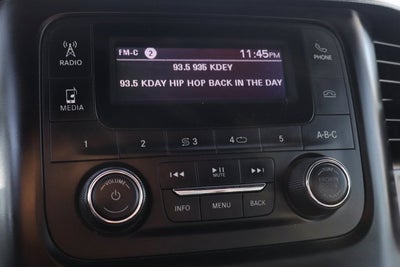 RADIO
FM-C 2 11:45PM
PHONE
93.5 935 KDEY
93.5 KDAY HIP HOP BACK IN THE DAY
MEDIA
1 2 3 4 5 A-B-C
VOLUME
MUTE
INFO MENU BACK